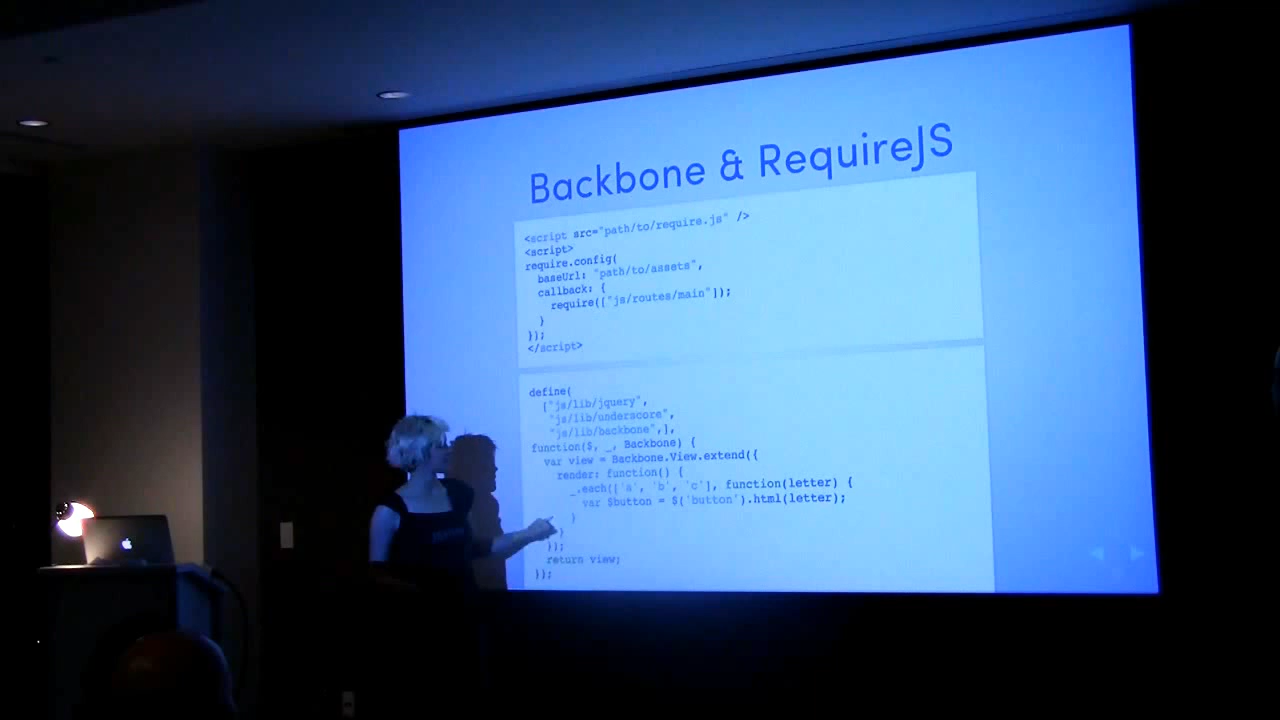 Backbone & RequireJS
<script src="path/to/require.js" />
<script>
require.config(
baseUrl: "path/to/assets",
callback: {
require(["js/routes/main"]);
}
});
</script>
define(
["js/lib/jquery",
"js/lib/underscore",
"js/lib/backbone",],
function($, _, Backbone) {
var view = Backbone.View.extend({
render: function() {
_.each(['a', 'b', 'c'], function(letter) {
var $button = $('button').html(letter);
}
}
});
return view;
});